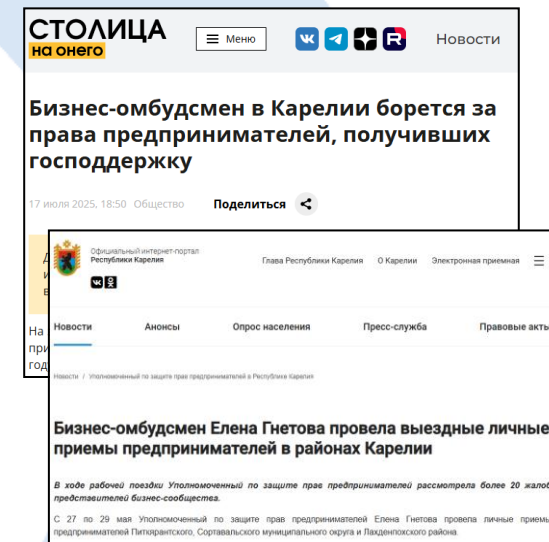 СТОЛИЦА
на онего
Меню
Новости
Бизнес-омбудсмен в Карелии борется за
права предпринимателей, получивших
господдержку
17 июля 2025, 18:50 Общество Поделиться
На
при
год
Официальный интернет-портал
Республики Карелия
Глава Республики Карелия О Карелии Электронная приемная
Новости Анонсы Опрос населения Пресс-служба Правовые акты
Новости / Уполномоченный по защите прав предпринимателей в Республике Карелия
Бизнес-омбудсмен Елена Гнетова провела выездные личные
приемы предпринимателей в районах Карелии
В ходе рабочей поездки Уполномоченный по защите прав предпринимателей рассмотрела более 20 жалоб
представителей бизнес-сообщества.
С 27 по 29 мая Уполномоченный по защите прав предпринимателей Елена Гнетова провела личные приемы
предпринимателей Питкярантского, Сортавальского муниципального округа и Лахденпохского района.